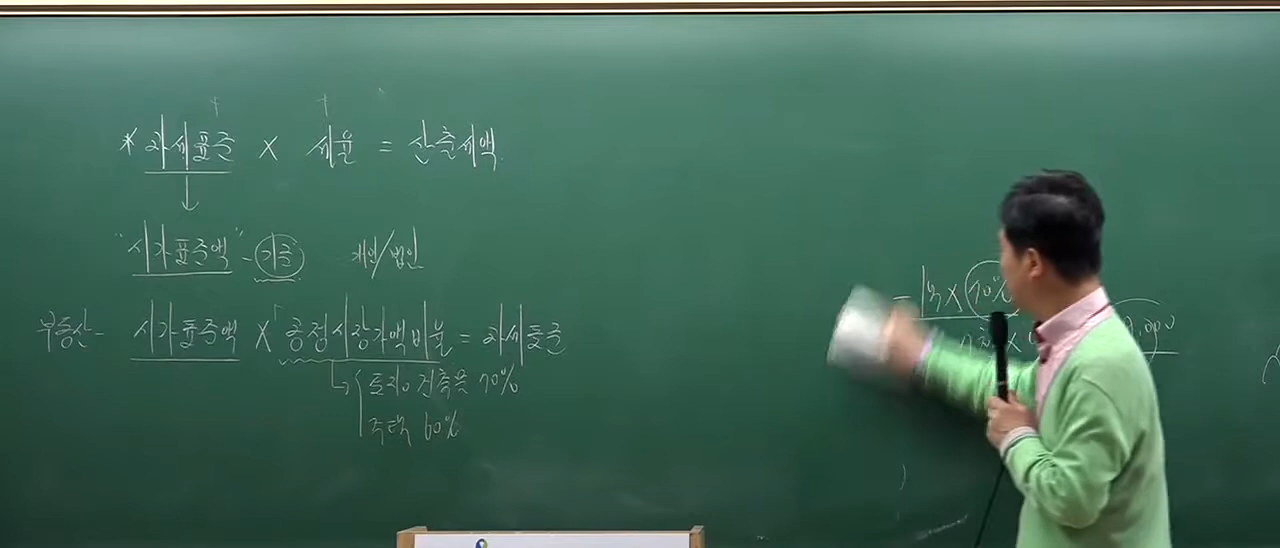 * 과세표준 × 세율 = 산출세액
"시가표준액" - 기준 개인/법인
부동산 - 시가표준액 × 공정시장가액비율 = 과세표준
토지와 건축물 70%
주택 60%
= 1억 × 70%